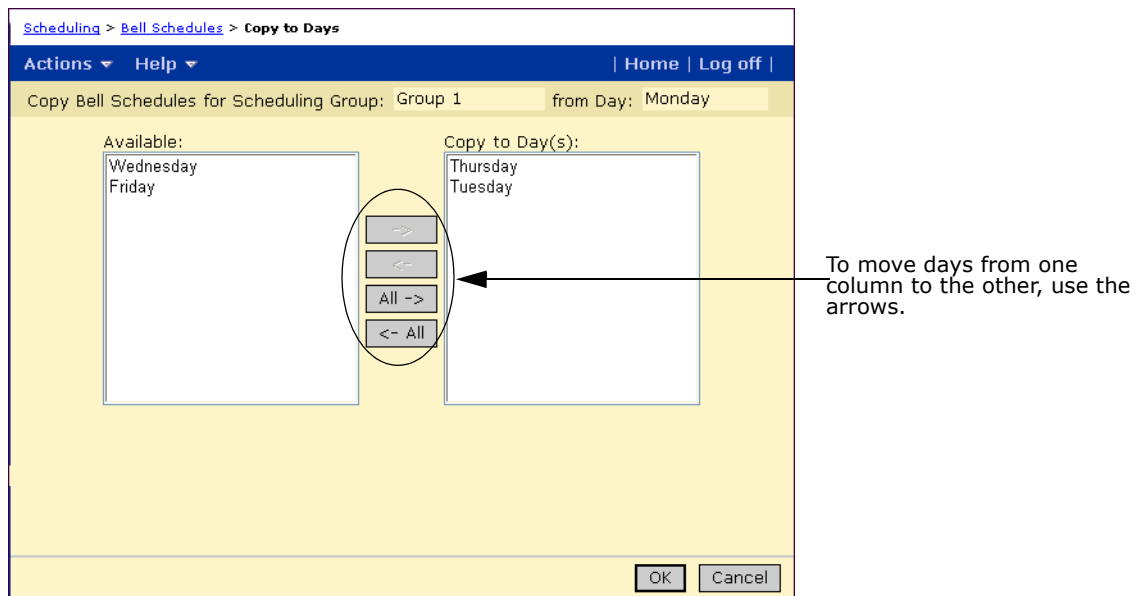 Scheduling > Bell Schedules > Copy to Days
Actions Help | Home | Log off |
Copy Bell Schedules for Scheduling Group: Group 1 from Day: Monday
Available:
Wednesday
Friday
->
<-
All ->
<- All
Copy to Day(s):
Thursday
Tuesday
To move days from one
column to the other, use the
arrows.
OK Cancel